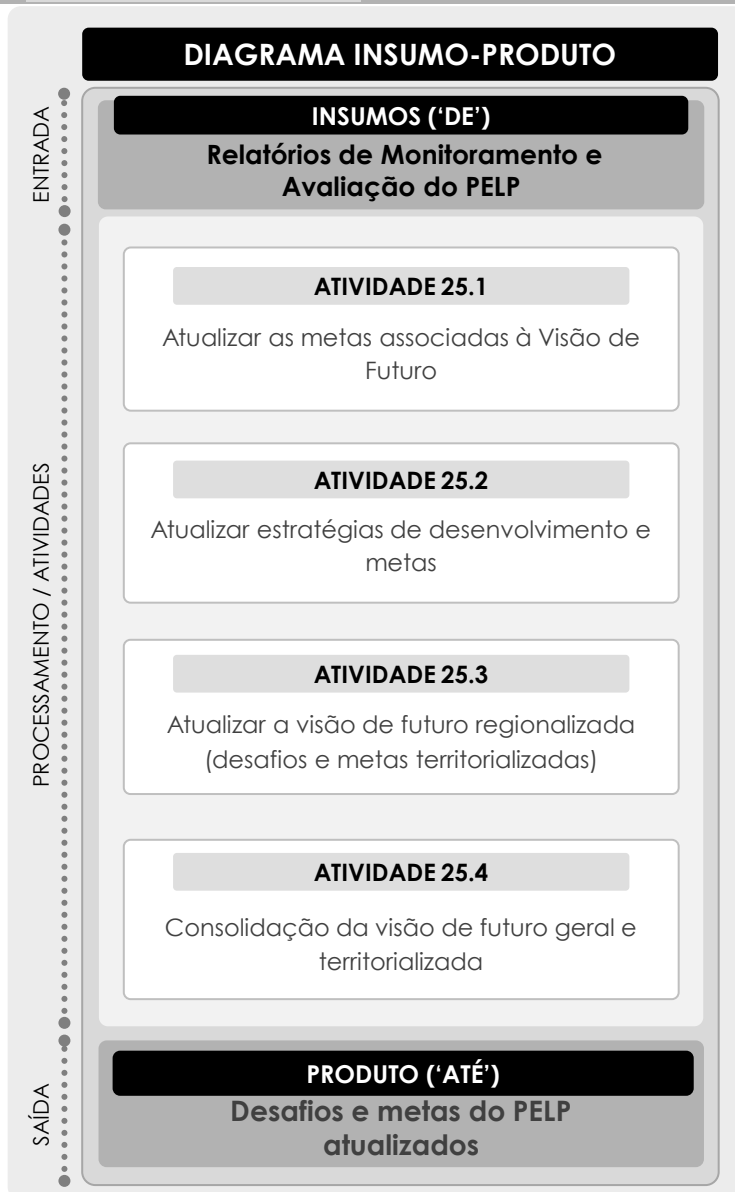 DIAGRAMA INSUMO-PRODUTO
ENTRADA
INSUMOS (‘DE’)
Relatórios de Monitoramento e
Avaliação do PELP
PROCESSAMENTO / ATIVIDADES
ATIVIDADE 25.1
Atualizar as metas associadas à Visão de
Futuro
ATIVIDADE 25.2
Atualizar estratégias de desenvolvimento e
metas
ATIVIDADE 25.3
Atualizar a visão de futuro regionalizada
(desafios e metas territorializadas)
ATIVIDADE 25.4
Consolidação da visão de futuro geral e
territorializada
SAÍDA
PRODUTO (‘ATÉ’)
Desafios e metas do PELP
atualizados